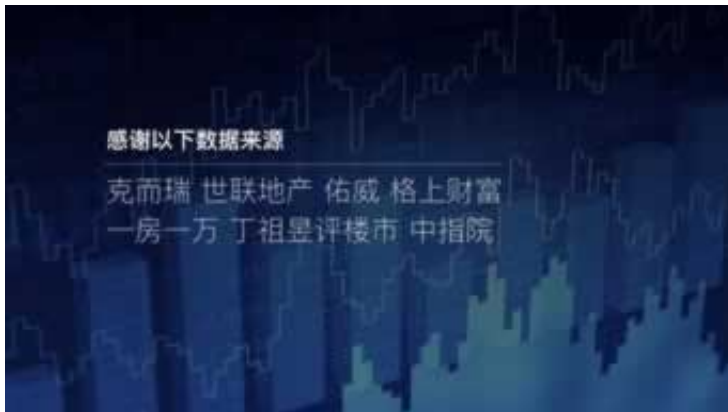 感谢以下数据来源
克而瑞 世联地产 佑威 格上财富
一房一万 丁祖昱评楼市 中指院